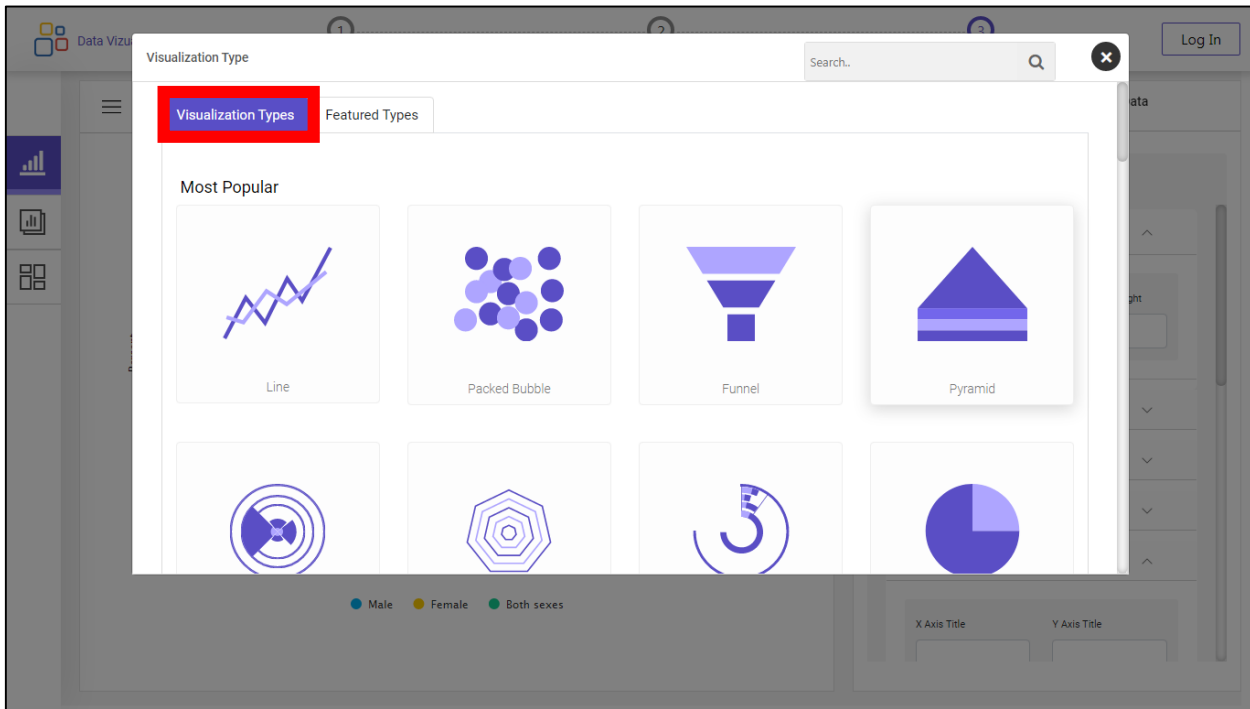 Data Vizu
1
2
3
Log In
Visualization Type
Search..
Visualization Types
Featured Types
Most Popular
Line
Packed Bubble
Funnel
Pyramid
ata
ght
Male
Female
Both sexes
X Axis Title
Y Axis Title